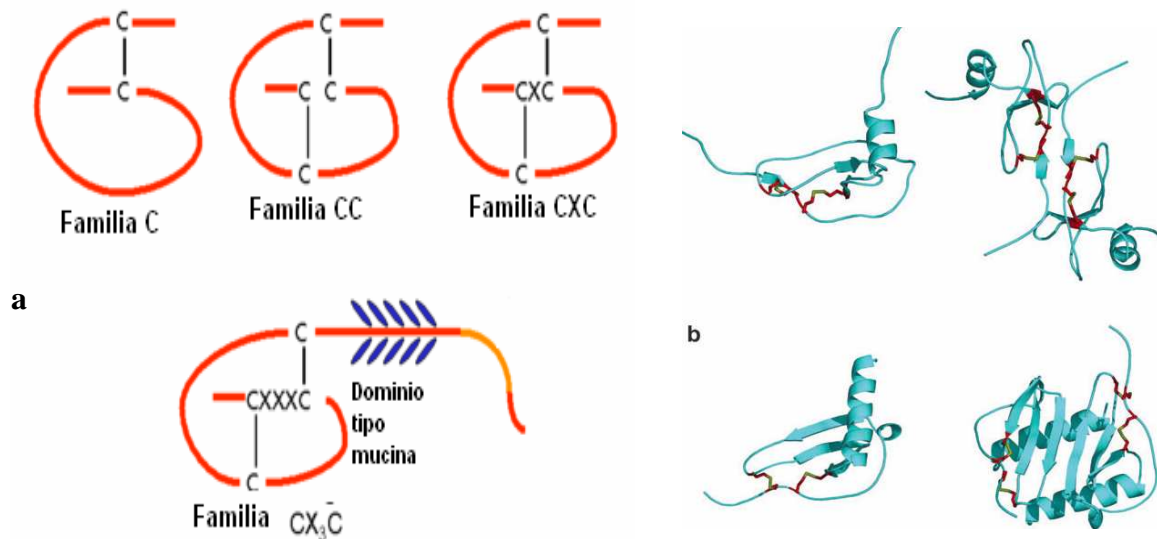 C
C
Familia C
C
C C
C
Familia CC
C
CXC
C
Familia CXC
a
C
CXXXC
C
Dominio
tipo
mucina
Familia CX₃C
b